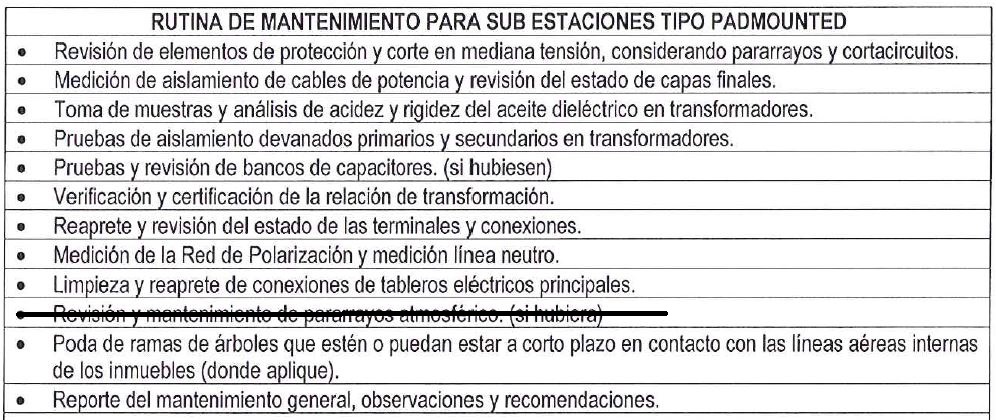 RUTINA DE MANTENIMIENTO PARA SUB ESTACIONES TIPO PADMOUNTED
• Revisión de elementos de protección y corte en mediana tensión, considerando pararrayos y cortacircuitos.
• Medición de aislamiento de cables de potencia y revisión del estado de capas finales.
• Toma de muestras y análisis de acidez y rigidez del aceite dieléctrico en transformadores.
• Pruebas de aislamiento devanados primarios y secundarios en transformadores.
• Pruebas y revisión de bancos de capacitores. (si hubiesen)
• Verificación y certificación de la relación de transformación.
• Reapriete y revisión del estado de las terminales y conexiones.
• Medición de la Red de Polarización y medición línea neutro.
• Limpieza y reapriete de conexiones de tableros eléctricos principales.
• Revisión y mantenimiento de pararrayos atmosférico. (si hubiera)
• Poda de ramas de árboles que estén o puedan estar a corto plazo en contacto con las líneas aéreas internas
de los inmuebles (donde aplique).
• Reporte del mantenimiento general, observaciones y recomendaciones.